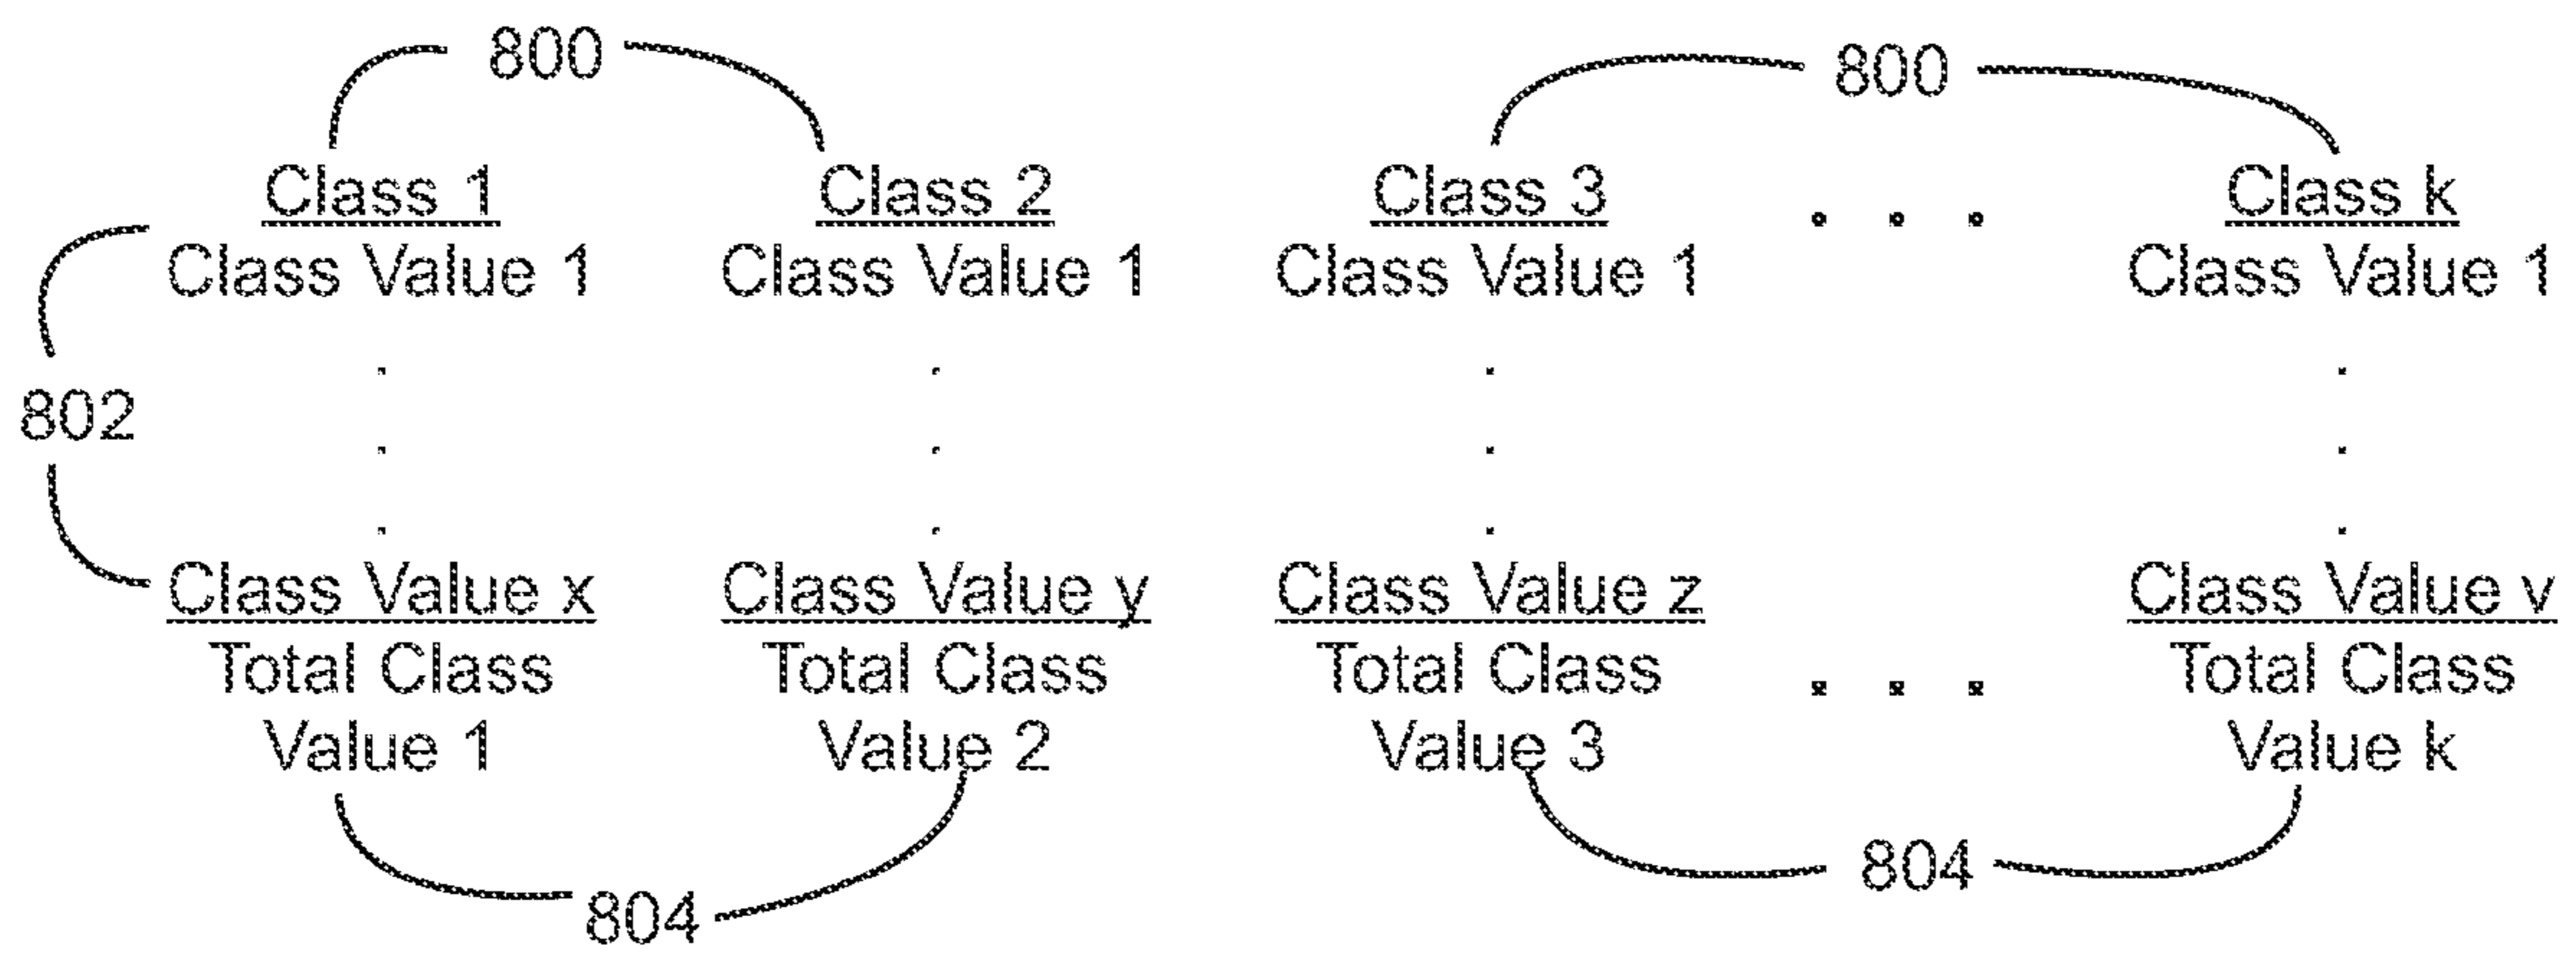 800 800
Class 1 Class 2 Class 3 . . . Class k
Class Value 1 Class Value 1 Class Value 1 Class Value 1
. . . .
802 . . . .
. . . .
Class Value x Class Value y Class Value z Class Value v
Total Class Total Class Total Class . . . Total Class
Value 1 Value 2 Value 3 Value k
804 804